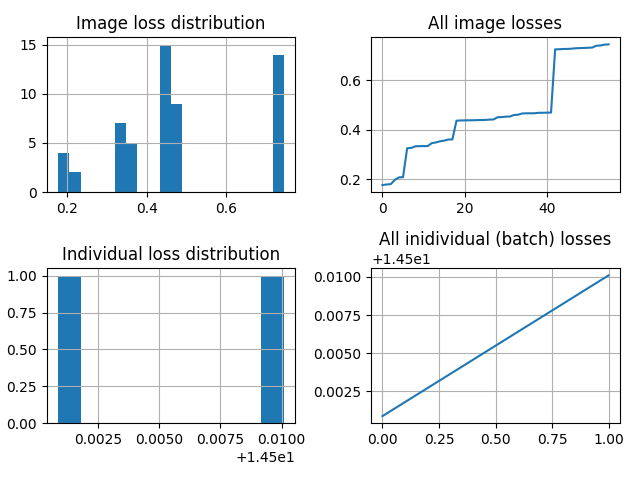 Image loss distribution
15
10
5
0
0.2 0.4 0.6
All image losses
0.6
0.4
0.2
0 20 40
Individual loss distribution
1.00
0.75
0.50
0.25
0.00
0.0025 0.0050 0.0075 0.0100
+1.45e1
All inidividual (batch) losses
+1.45e1
0.0100
0.0075
0.0050
0.0025
0.00 0.25 0.50 0.75 1.00